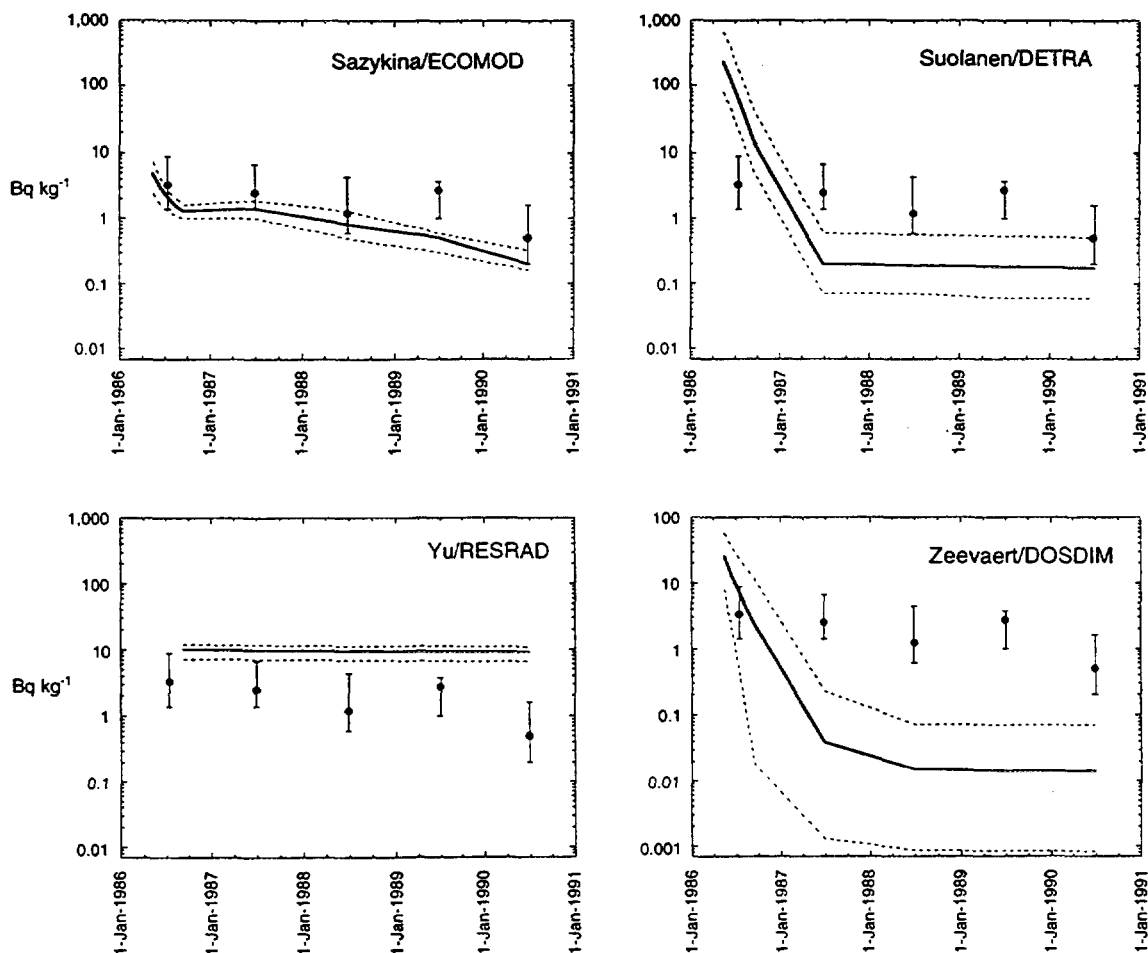 1,000
Sazykina/ECOMOD
100
10
Bq kg⁻¹
1
0.1
0.01
1-Jan-1986
1-Jan-1987
1-Jan-1988
1-Jan-1989
1-Jan-1990
1-Jan-1991
1,000
Suolanen/DETRA
100
10
1
0.1
0.01
1-Jan-1986
1-Jan-1987
1-Jan-1988
1-Jan-1989
1-Jan-1990
1-Jan-1991
1,000
Yu/RESRAD
100
10
Bq kg⁻¹
1
0.1
0.01
1-Jan-1986
1-Jan-1987
1-Jan-1988
1-Jan-1989
1-Jan-1990
1-Jan-1991
100
Zeevaert/DOSDIM
10
1
0.1
0.01
0.001
1-Jan-1986
1-Jan-1987
1-Jan-1988
1-Jan-1989
1-Jan-1990
1-Jan-1991